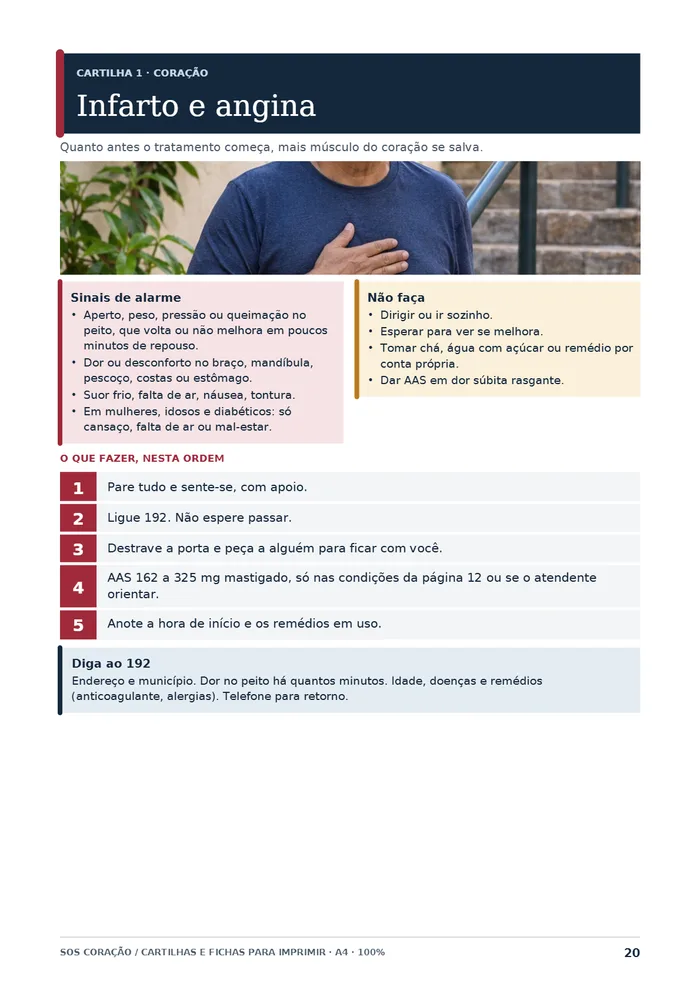 CARTILHA 1 · CORAÇÃO
Infarto e angina
Quanto antes o tratamento começa, mais músculo do coração se salva.
Sinais de alarme
• Aperto, peso, pressão ou queimação no
peito, que volta ou não melhora em poucos
minutos de repouso.
• Dor ou desconforto no braço, mandíbula,
pescoço, costas ou estômago.
• Suor frio, falta de ar, náusea, tontura.
• Em mulheres, idosos e diabéticos: só
cansaço, falta de ar ou mal-estar.
Não faça
• Dirigir ou ir sozinho.
• Esperar para ver se melhora.
• Tomar chá, água com açúcar ou remédio por
conta própria.
• Dar AAS em dor súbita rasgante.
O QUE FAZER, NESTA ORDEM
1 Pare tudo e sente-se, com apoio.
2 Ligue 192. Não espere passar.
3 Destrave a porta e peça a alguém para ficar com você.
4 AAS 162 a 325 mg mastigado, só nas condições da página 12 ou se o atendente
orientar.
5 Anote a hora de início e os remédios em uso.
Diga ao 192
Endereço e município. Dor no peito há quantos minutos. Idade, doenças e remédios
(anticoagulante, alergias). Telefone para retorno.
SOS CORAÇÃO / CARTILHAS E FICHAS PARA IMPRIMIR · A4 · 100%
20